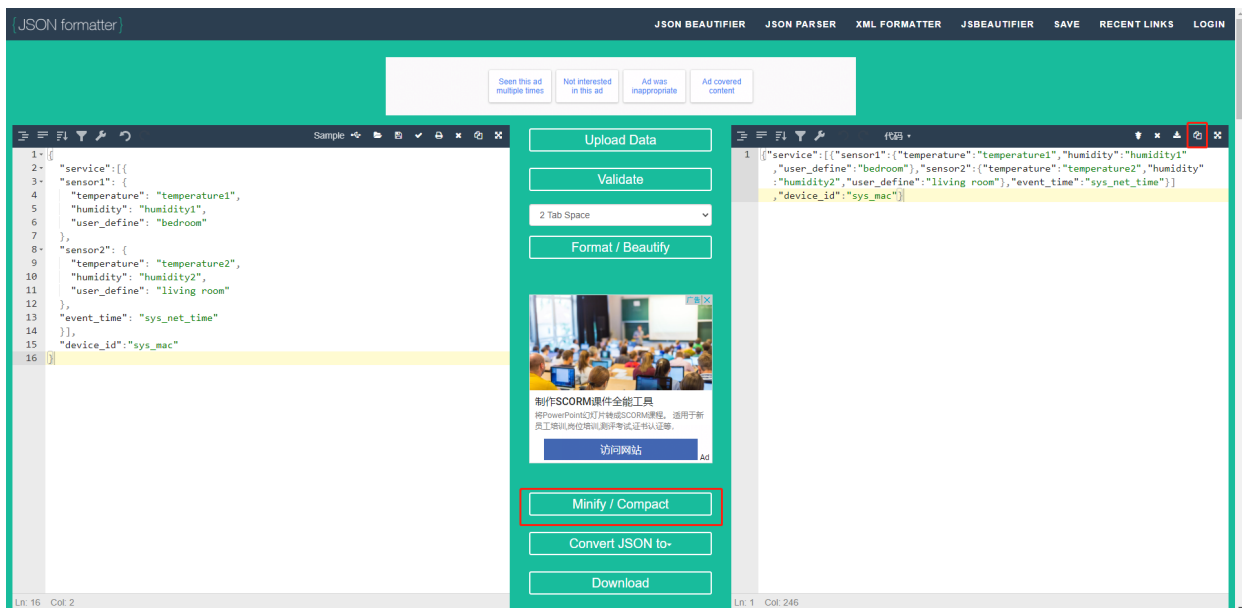 {JSON formatter}
JSON BEAUTIFIER JSON PARSER XML FORMATTER JSBEAUTIFIER SAVE RECENT LINKS LOGIN
Seen this ad multiple times
Not interested in this ad
Ad was inappropriate
Ad covered content
Sample
1 {
2 "service":[{
3 "sensor1": {
4 "temperature": "temperature1",
5 "humidity": "humidity1",
6 "user_define": "bedroom"
7 },
8 "sensor2": {
9 "temperature": "temperature2",
10 "humidity": "humidity2",
11 "user_define": "living room"
12 },
13 "event_time": "sys_net_time"
14 }],
15 "device_id":"sys_mac"
16 }
Ln: 16 Col: 2
Upload Data
Validate
2 Tab Space
Format / Beautify
广告
制作SCORM课件全能工具
将PowerPoint幻灯片转成SCORM课程。 适用于新
员工培训,岗位培训,测评考试,证书认证等.
访问网站
Ad
Minify / Compact
Convert JSON to
Download
代码
1 {"service":[{"sensor1":{"temperature":"temperature1","humidity":"humidity1"
,"user_define":"bedroom"},"sensor2":{"temperature":"temperature2","humidity"
:"humidity2","user_define":"living room"},"event_time":"sys_net_time"}]
,"device_id":"sys_mac"}
Ln: 1 Col: 246